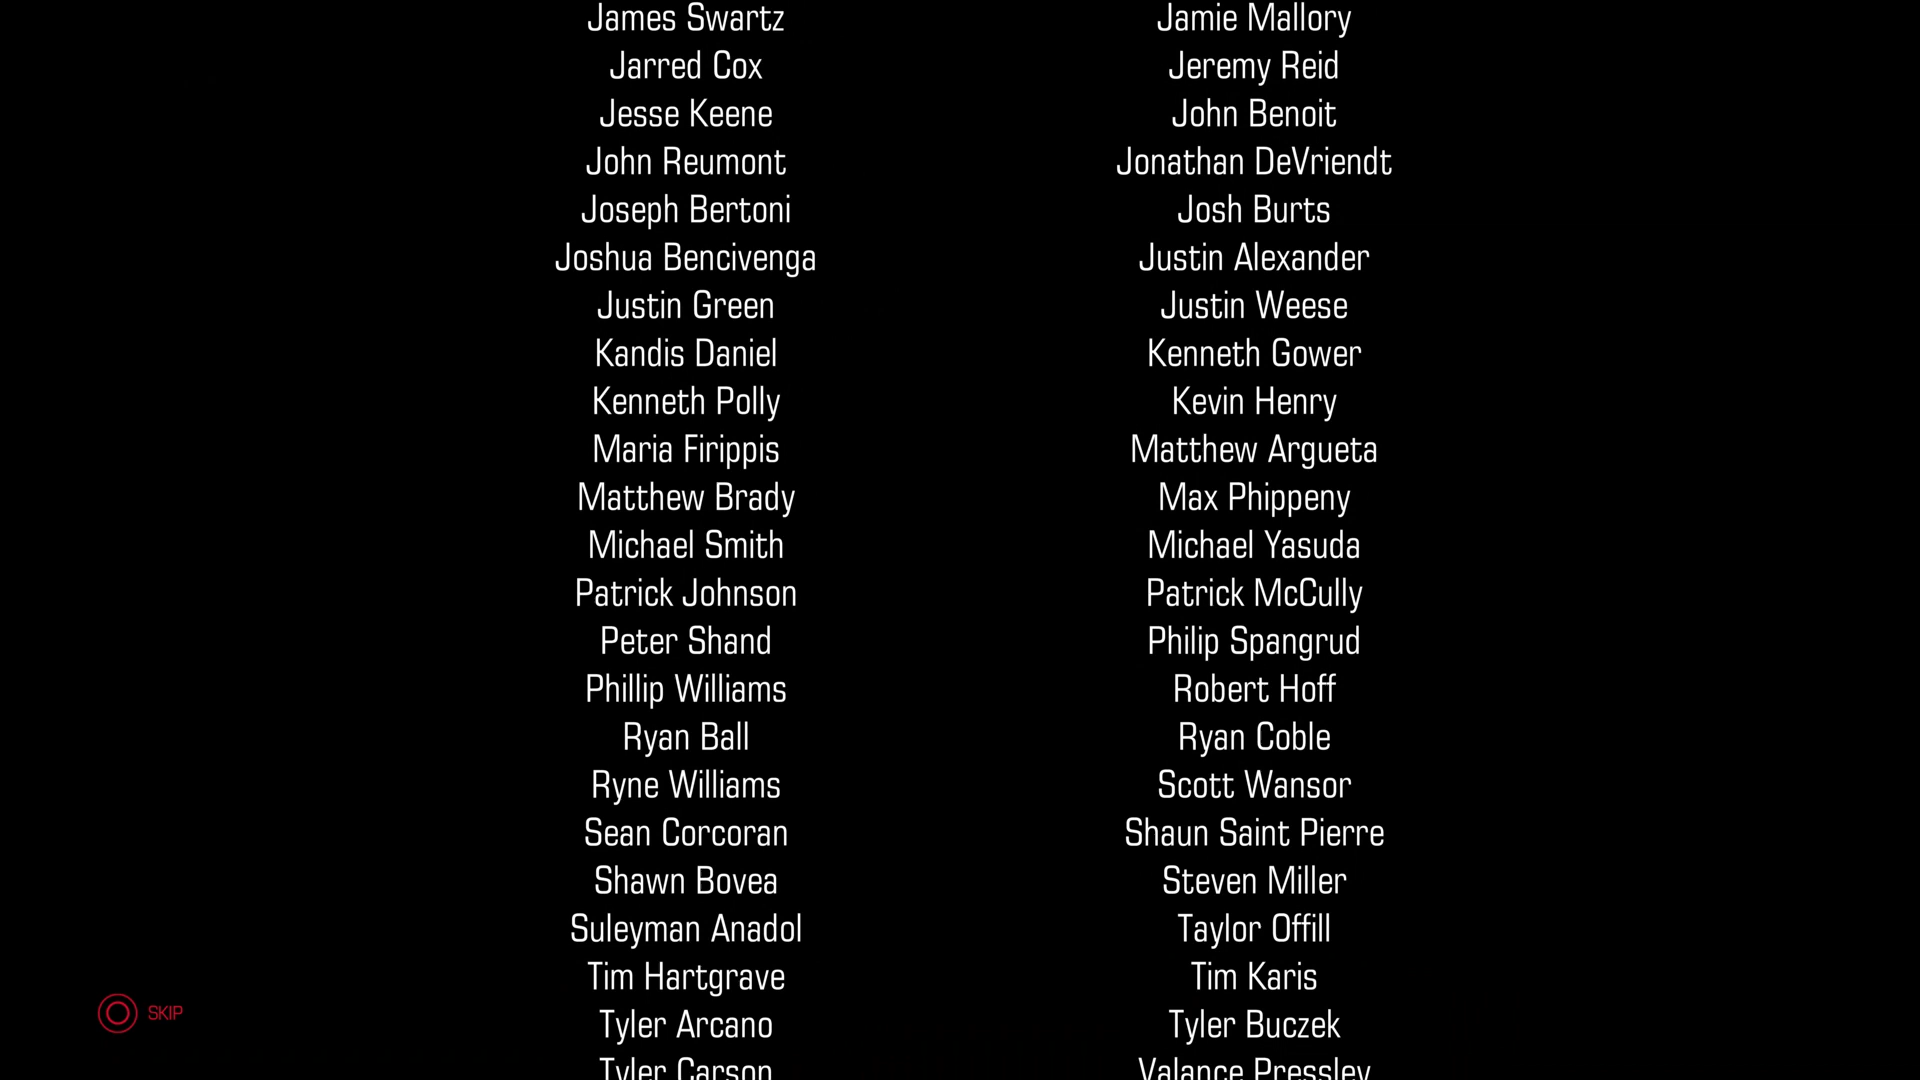 James Swartz Jamie Mallory
Jarred Cox Jeremy Reid
Jesse Keene John Benoit
John Reumont Jonathan DeVriendt
Joseph Bertoni Josh Burts
Joshua Bencivenga Justin Alexander
Justin Green Justin Weese
Kandis Daniel Kenneth Gower
Kenneth Polly Kevin Henry
Maria Firippis Matthew Argueta
Matthew Brady Max Phippeny
Michael Smith Michael Yasuda
Patrick Johnson Patrick McCully
Peter Shand Philip Spangrud
Phillip Williams Robert Hoff
Ryan Ball Ryan Coble
Ryne Williams Scott Wansor
Sean Corcoran Shaun Saint Pierre
Shawn Bovea Steven Miller
Suleyman Anadol Taylor Offill
Tim Hartgrave Tim Karis
SKIP
Tyler Arcano Tyler Buczek
Tyler Carson Valance Pressley